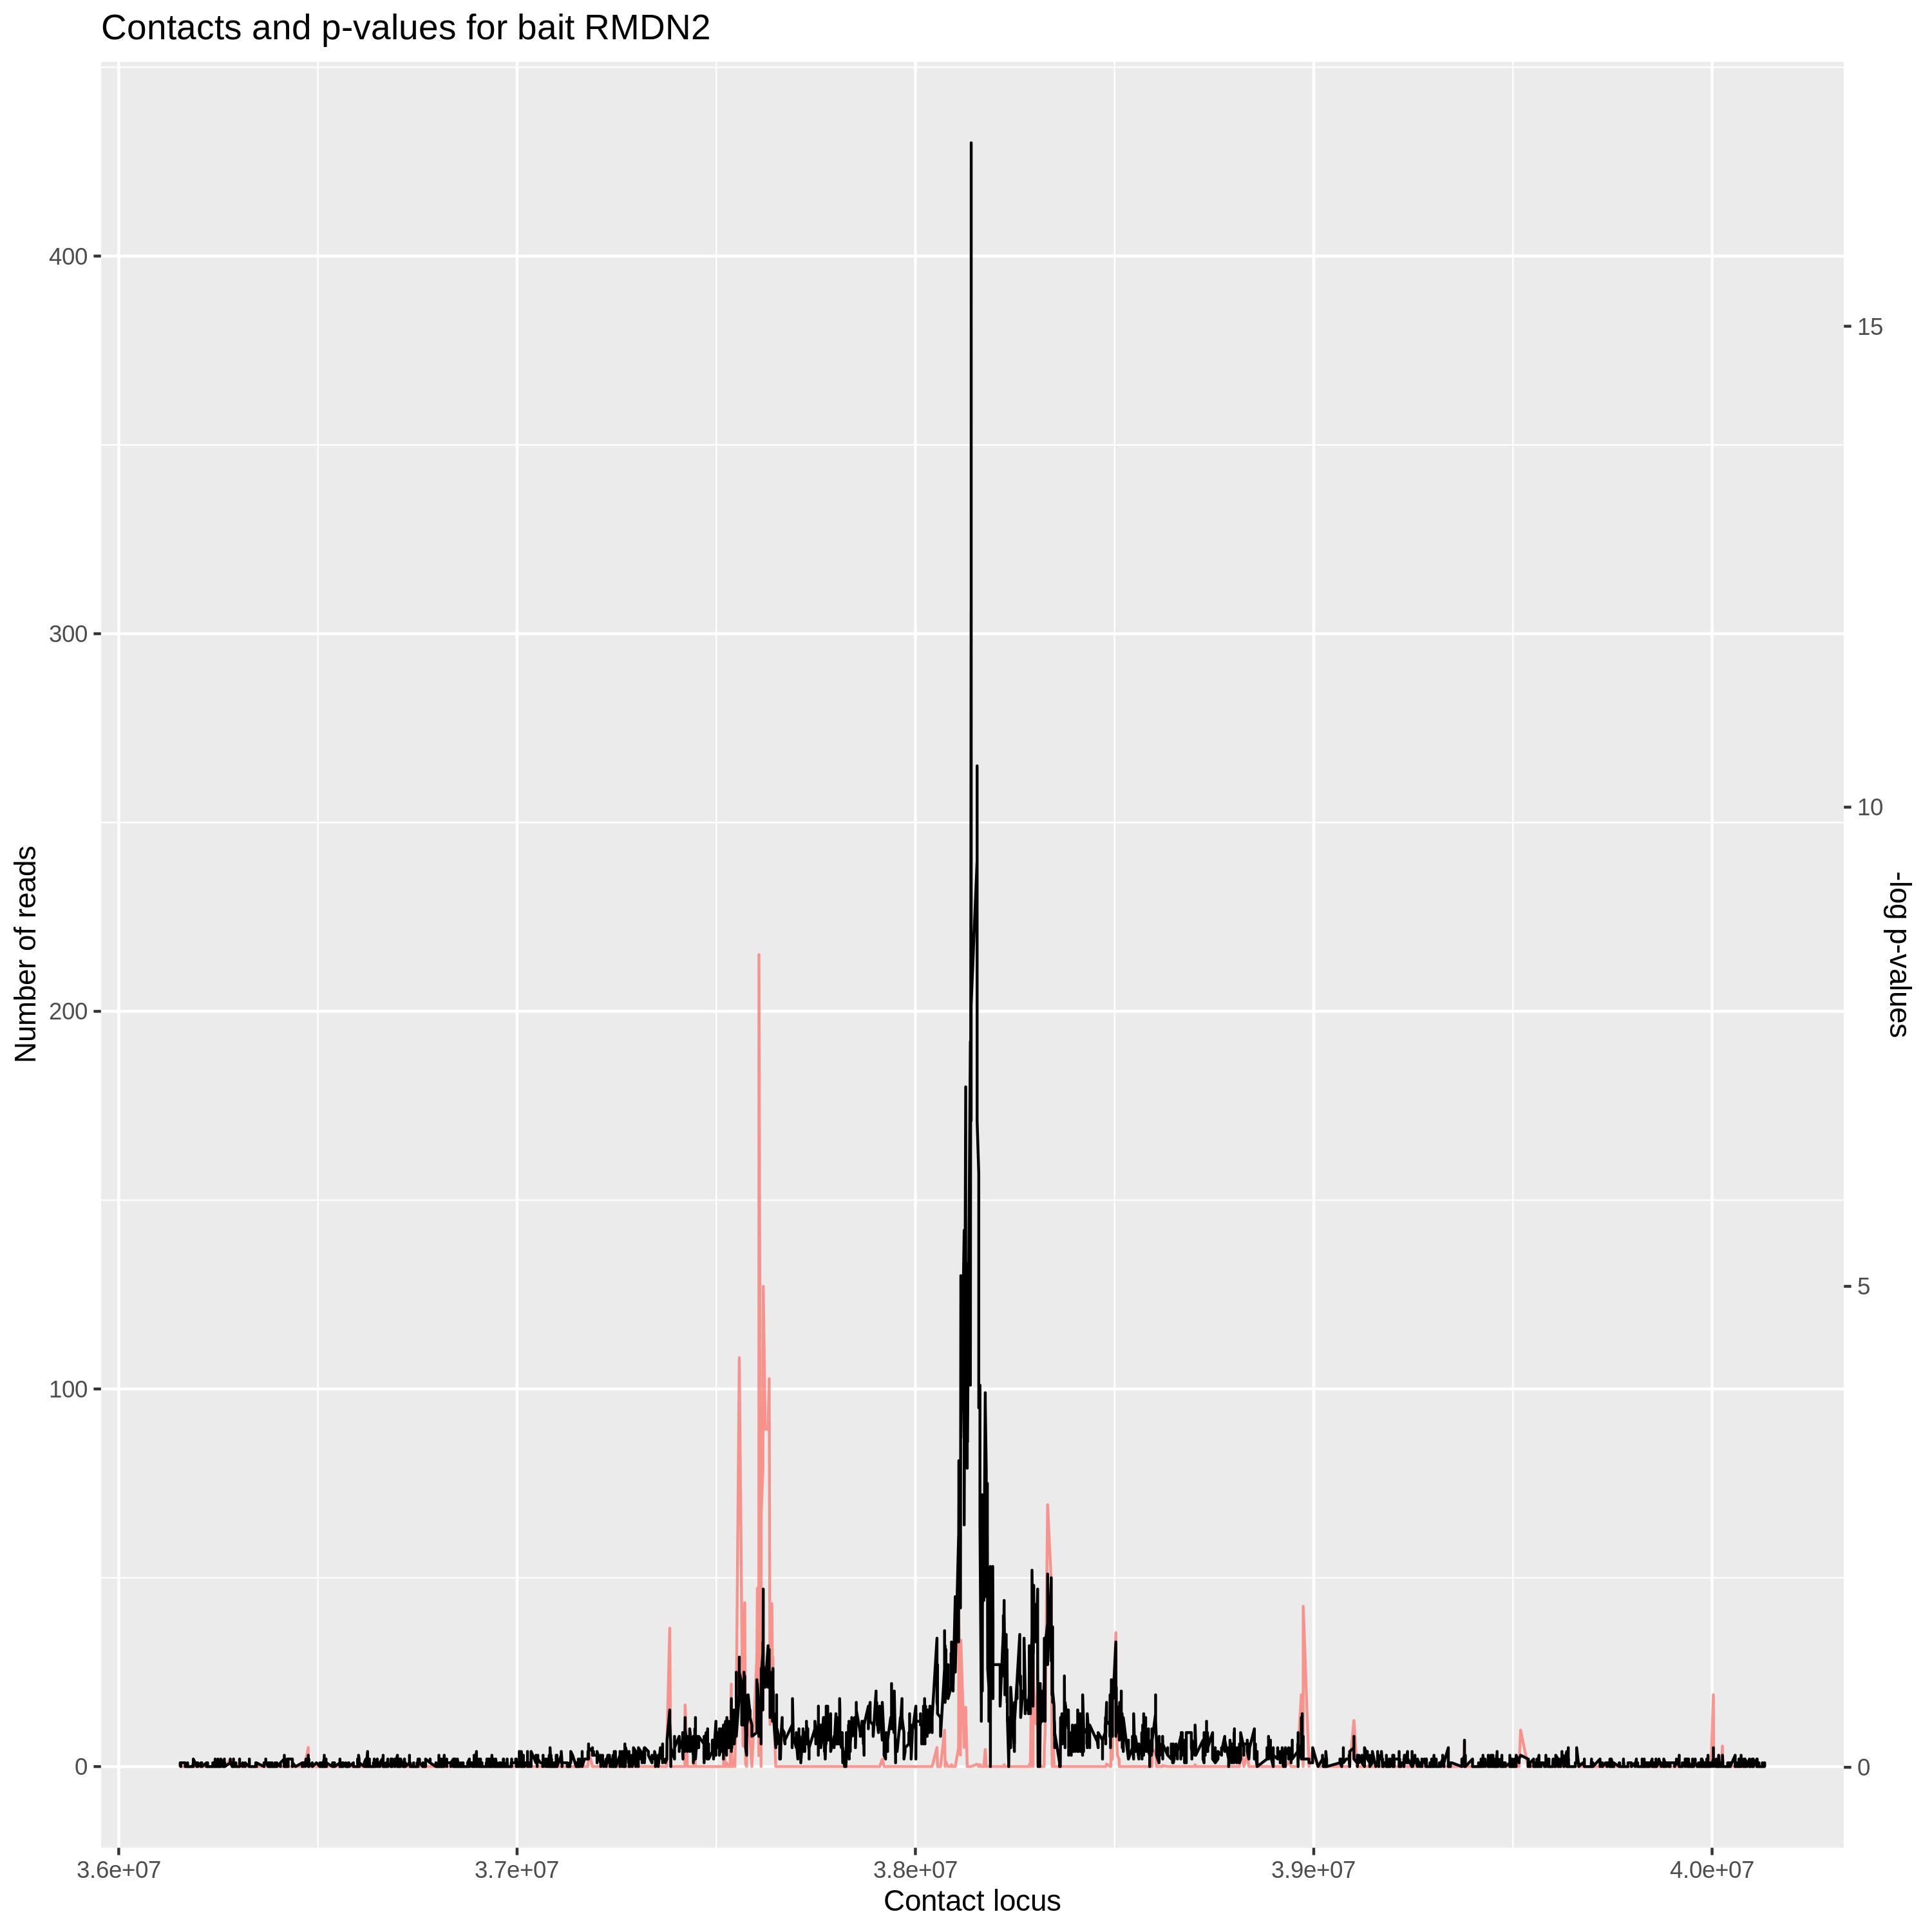 Contacts and p-values for bait RMDN2
400
300
200
100
0
Number of reads
15
10
5
0
-log p-values
3.6e+07
3.7e+07
3.8e+07
3.9e+07
4.0e+07
Contact locus